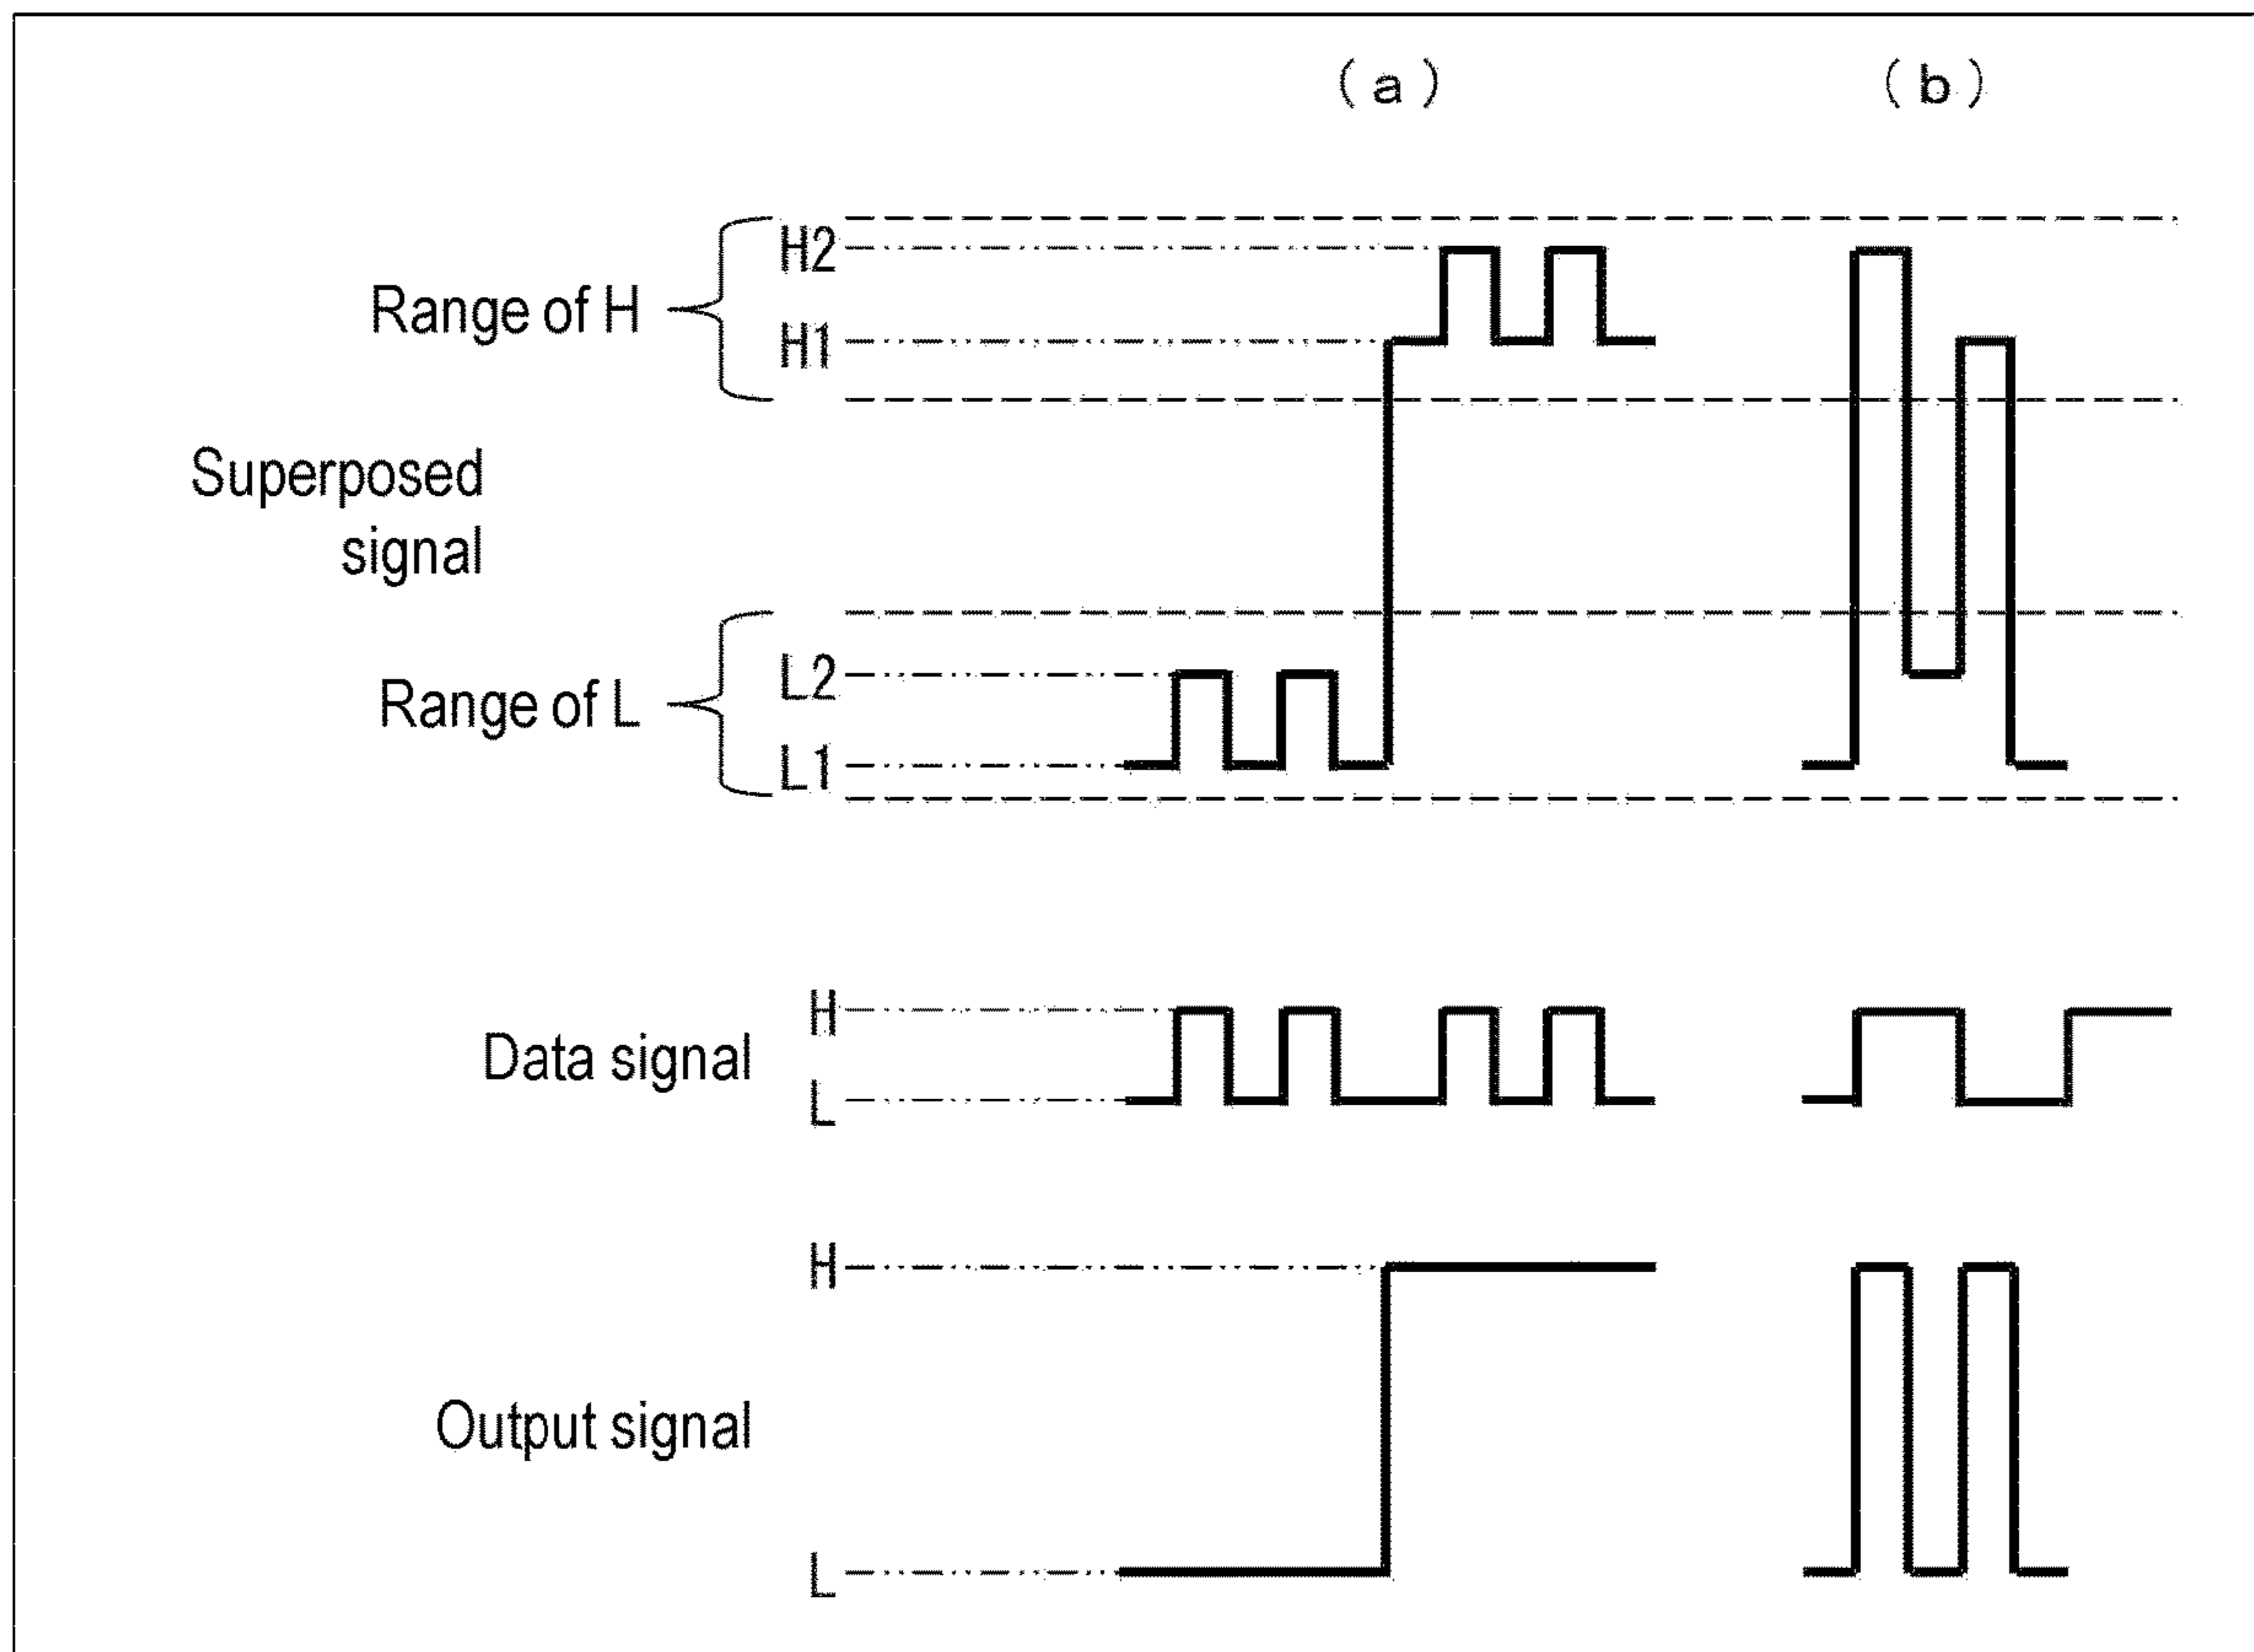 (a) (b)
H2
Range of H
H1
Superposed
signal
L2
Range of L
L1
H
Data signal
L
H
Output signal
L